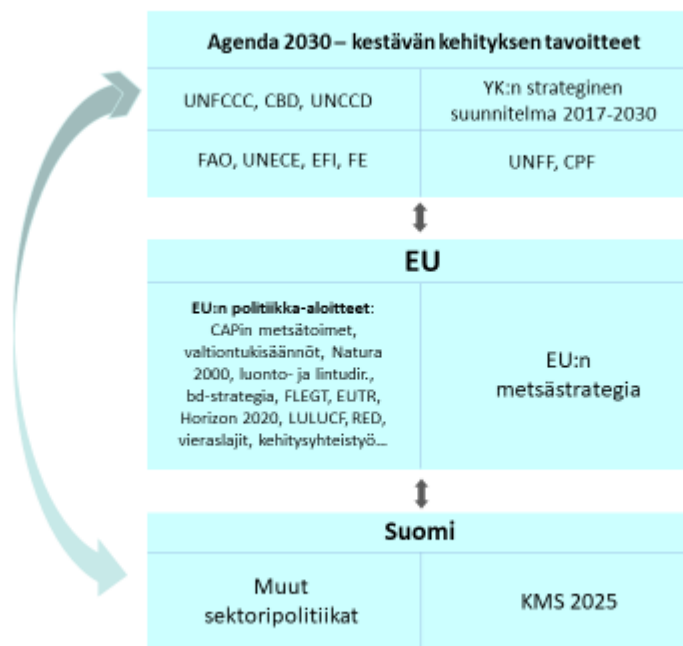 Agenda 2030 – kestävän kehityksen tavoitteet
UNFCCC, CBD, UNCCD
YK:n strateginen
suunnitelma 2017-2030
FAO, UNECE, EFI, FE
UNFF, CPF
EU
EU:n politiikka-aloitteet:
CAPin metsätoimet,
valtiontukisäännöt, Natura
2000, luonto- ja lintudir.,
bd-strategia, FLEGT, EUTR,
Horizon 2020, LULUCF, RED,
vieraslajit, kehitysyhteistyö...
EU:n
metsästrategia
Suomi
Muut
sektoripolitiikat
KMS 2025